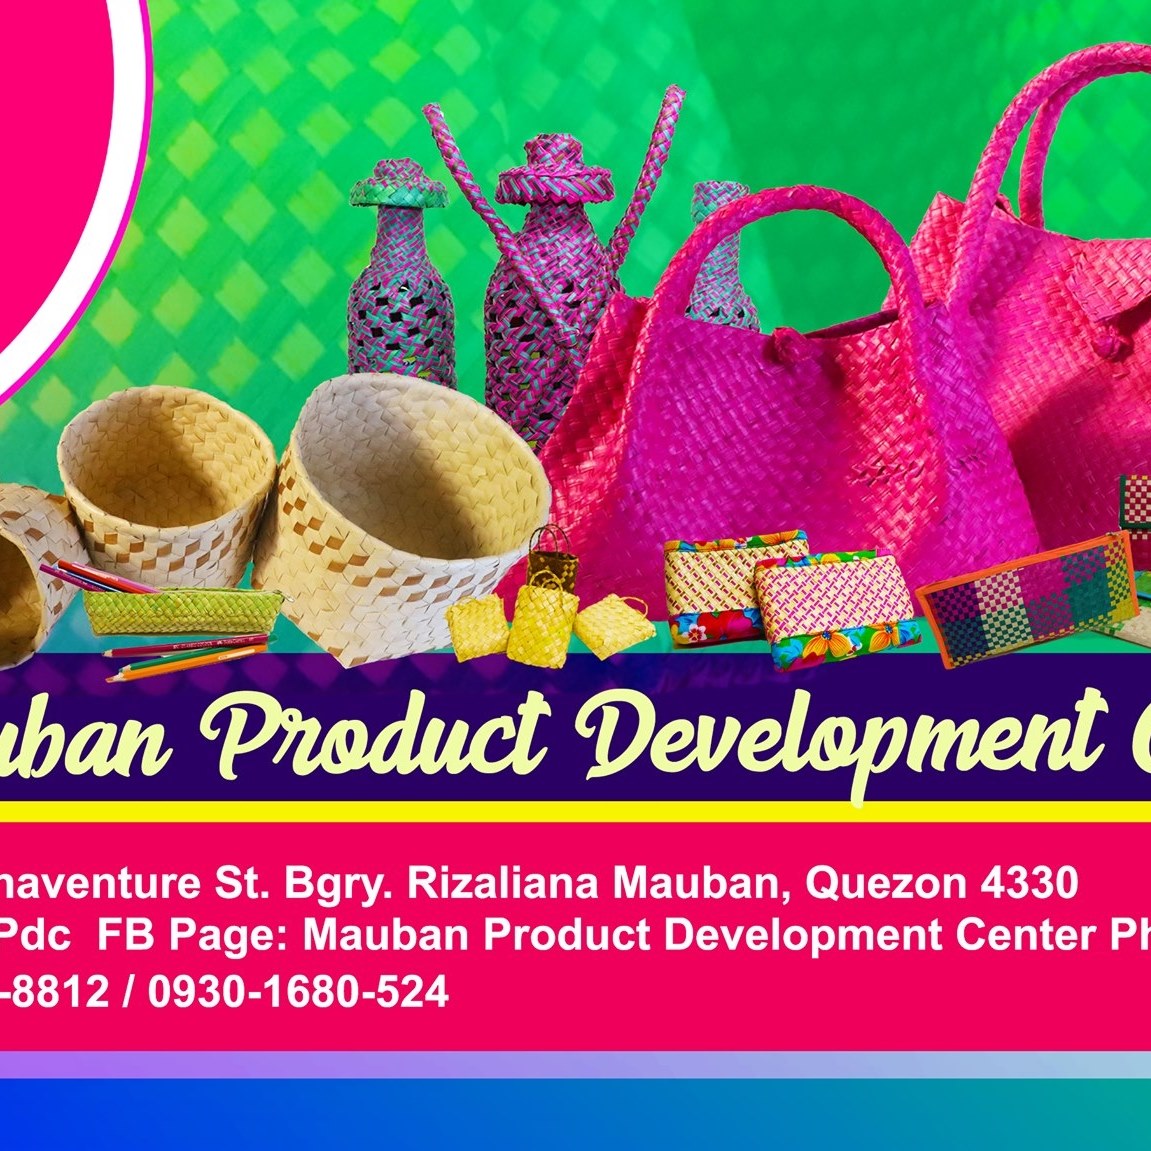 uban Product Development C
naventure St. Bgry. Rizaliana Mauban, Quezon 4330
Pdc FB Page: Mauban Product Development Center Ph
-8812 / 0930-1680-524